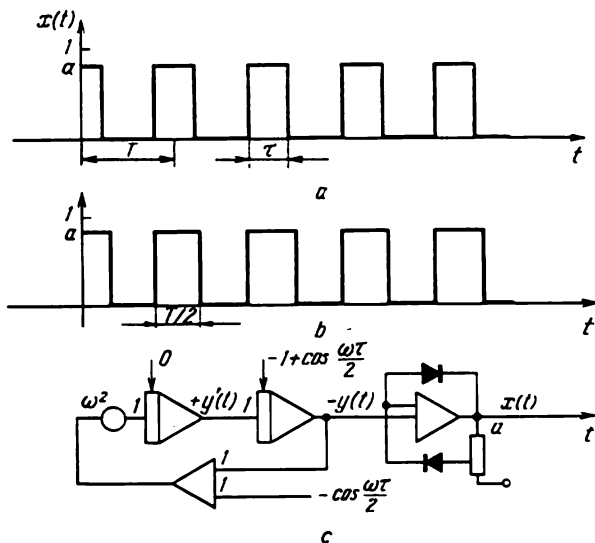 x(t)
1
a
T
τ
t
a
1
a
T/2
t
b
0
-1+cos ωτ/2
ω²
1
+y'(t)
1
-y(t)
x(t)
a
t
1
1
-cos ωτ/2
c